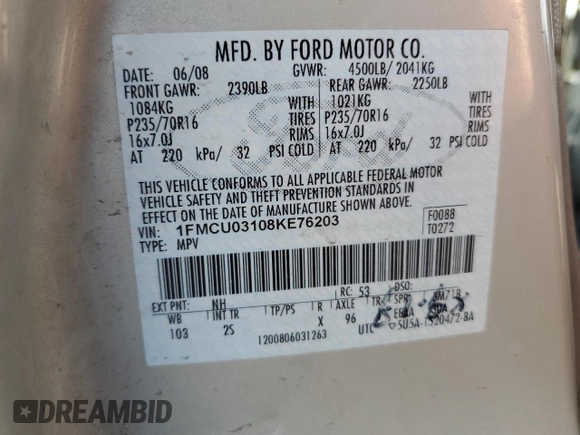 MFD. BY FORD MOTOR CO.
DATE: 06/08 GVWR: 4500LB/ 2041KG
FRONT GAWR: 2390LB REAR GAWR: 2250LB
1084KG WITH 1021KG WITH
P235/70R16 TIRES P235/70R16 TIRES
16x7.0J RIMS 16x7.0J RIMS
AT 220 kPa/ 32 PSI COLD AT 220 kPa/ 32 PSI COLD
Ford
THIS VEHICLE CONFORMS TO ALL APPLICABLE FEDERAL MOTOR
VEHICLE SAFETY AND THEFT PREVENTION STANDARDS IN
EFFECT ON THE DATE OF MANUFACTURE SHOWN ABOVE.
VIN: 1FMCU03108KE76203 F0088
TYPE: MPV T0272
EXT PNT: NH RC: 53 DSO:
WB INT TR TP/PS R AXLE TR SPR
103 2S X 96
1200806031263 UTC
DREAMBID